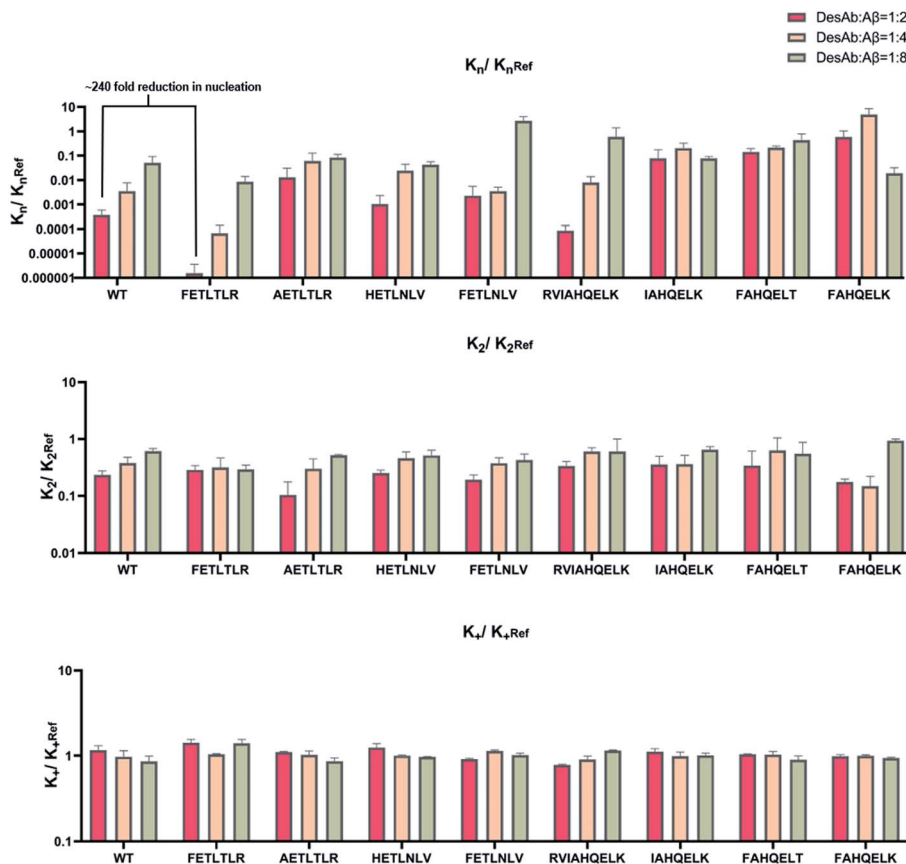 DesAb:Aβ=1:2
DesAb:Aβ=1:4
DesAb:Aβ=1:8
Kn/ KnRef
~240 fold reduction in nucleation
Kn/ KnRef
10
1
0.1
0.01
0.001
0.0001
0.00001
0.000001
WT FETLTLR AETLTLR HETLNLV FETLNLV RVIAHQELK IAHQELK FAHQELT FAHQELK
K2/ K2Ref
K2/ K2Ref
10
1
0.1
0.01
WT FETLTLR AETLTLR HETLNLV FETLNLV RVIAHQELK IAHQELK FAHQELT FAHQELK
K+/ K+Ref
K+/ K+Ref
10
1
0.1
WT FETLTLR AETLTLR HETLNLV FETLNLV RVIAHQELK IAHQELK FAHQELT FAHQELK